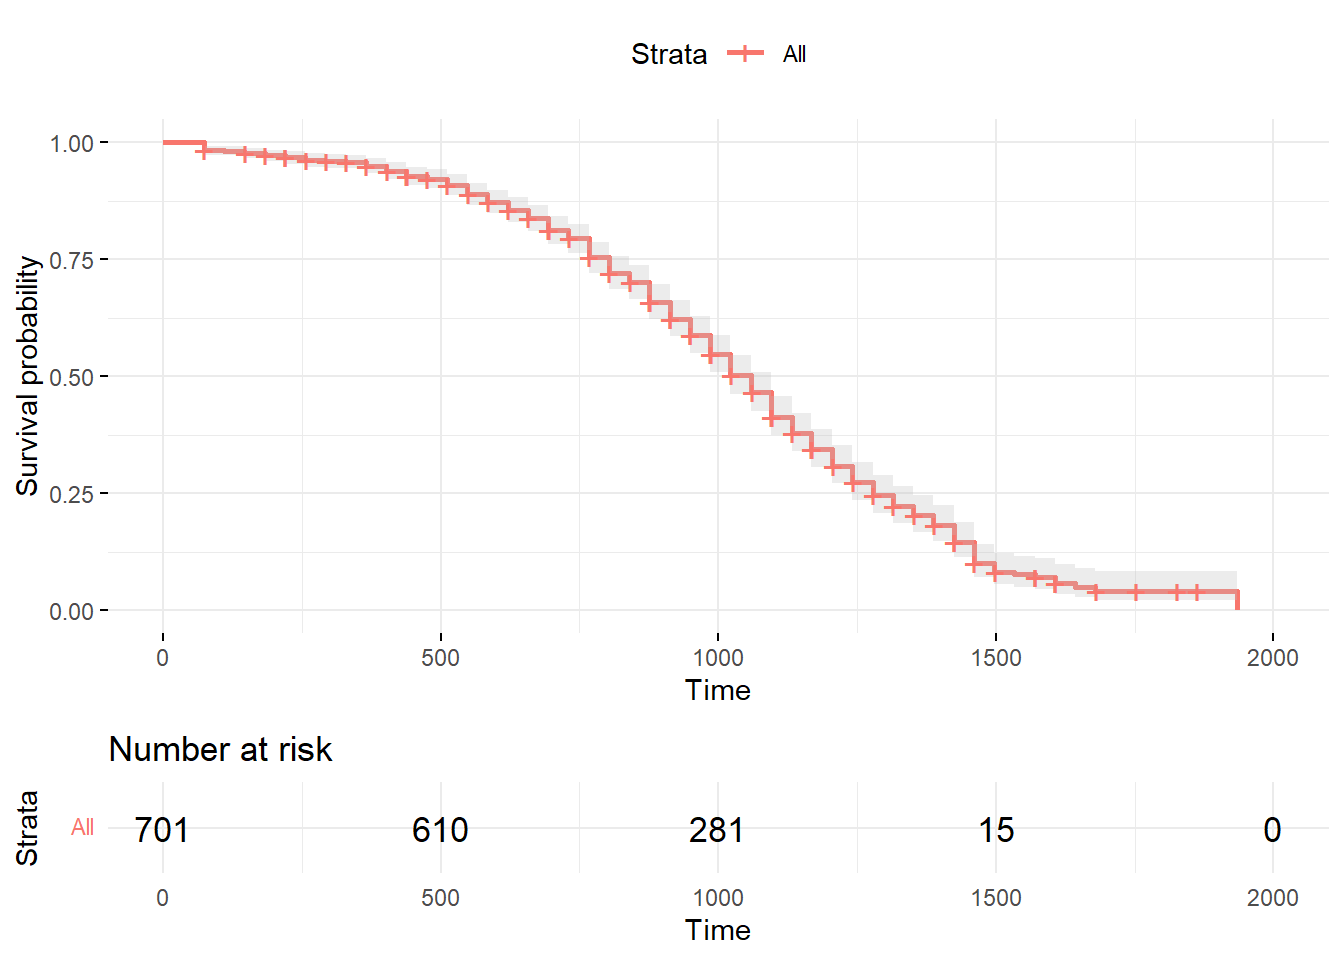 Strata All
Survival probability
1.00
0.75
0.50
0.25
0.00
0 500 1000 1500 2000
Time
Number at risk
Strata
All 701 610 281 15 0
0 500 1000 1500 2000
Time